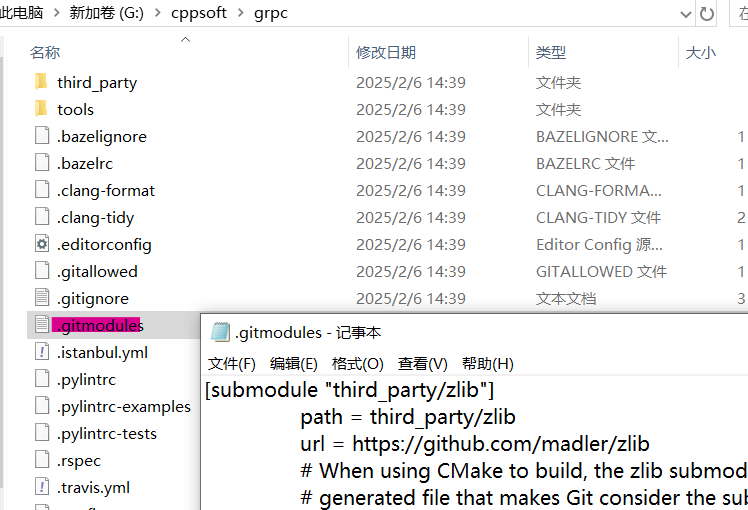 此电脑 > 新加卷 (G:) > cppsoft > grpc
名称 修改日期 类型 大小
third_party 2025/2/6 14:39 文件夹
tools 2025/2/6 14:39 文件夹
.bazelignore 2025/2/6 14:39 BAZELIGNORE 文... 1
.bazelrc 2025/2/6 14:39 BAZELRC 文件 1
.clang-format 2025/2/6 14:39 CLANG-FORMA... 1
.clang-tidy 2025/2/6 14:39 CLANG-TIDY 文件 2
.editorconfig 2025/2/6 14:39 Editor Config 源... 1
.gitallowed 2025/2/6 14:39 GITALLOWED 文件 1
.gitignore 2025/2/6 14:39 文本文档 3
.gitmodules
.istanbul.yml
.pylintrc
.pylintrc-examples
.pylintrc-tests
.rspec
.travis.yml
.gitmodules - 记事本
文件(F) 编辑(E) 格式(O) 查看(V) 帮助(H)
[submodule "third_party/zlib"]
path = third_party/zlib
url = https://github.com/madler/zlib
# When using CMake to build, the zlib submod
# generated file that makes Git consider the sub